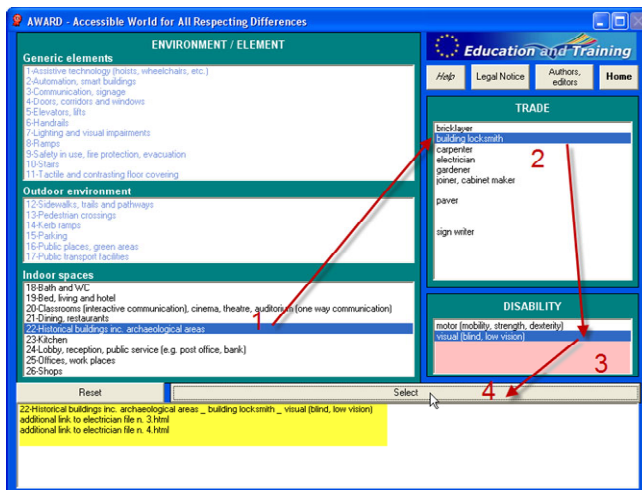 AWARD - Accessible World for All Respecting Differences
ENVIRONMENT / ELEMENT
Generic elements
1-Assistive technology (hoists, wheelchairs, etc.)
2-Automation, smart buildings
3-Communication, signage
4-Doors, corridors and windows
5-Elevators, lifts
6-Handrails
7-Lighting and visual impairments
8-Ramps
9-Safety in use, fire protection, evacuation
10-Stairs
11-Tactile and contrasting floor covering
Outdoor environment
12-Sidewalks, trails and pathways
13-Pedestrian crossings
14-Kerb ramps
15-Parking
16-Public places, green areas
17-Public transport facilities
Indoor spaces
18-Bath and WC
19-Bed, living and hotel
20-Classrooms (interactive communication), cinema, theatre, auditorium (one way communication)
21-Dining, restaurants
22-Historical buildings inc. archaeological areas
23-Kitchen
24-Lobby, reception, public service (e.g. post office, bank)
25-Offices, work places
26-Shops
Education and Training
Help
Legal Notice
Authors, editors
Home
TRADE
bricklayer
building locksmith
carpenter
electrician
gardener
joiner, cabinet maker
paver
sign writer
DISABILITY
motor (mobility, strength, dexterity)
visual (blind, low vision)
1
2
3
4
Reset
Select
22-Historical buildings inc. archaeological areas _ building locksmith _ visual (blind, low vision)
additional link to electrician file n. 3.html
additional link to electrician file n. 4.html